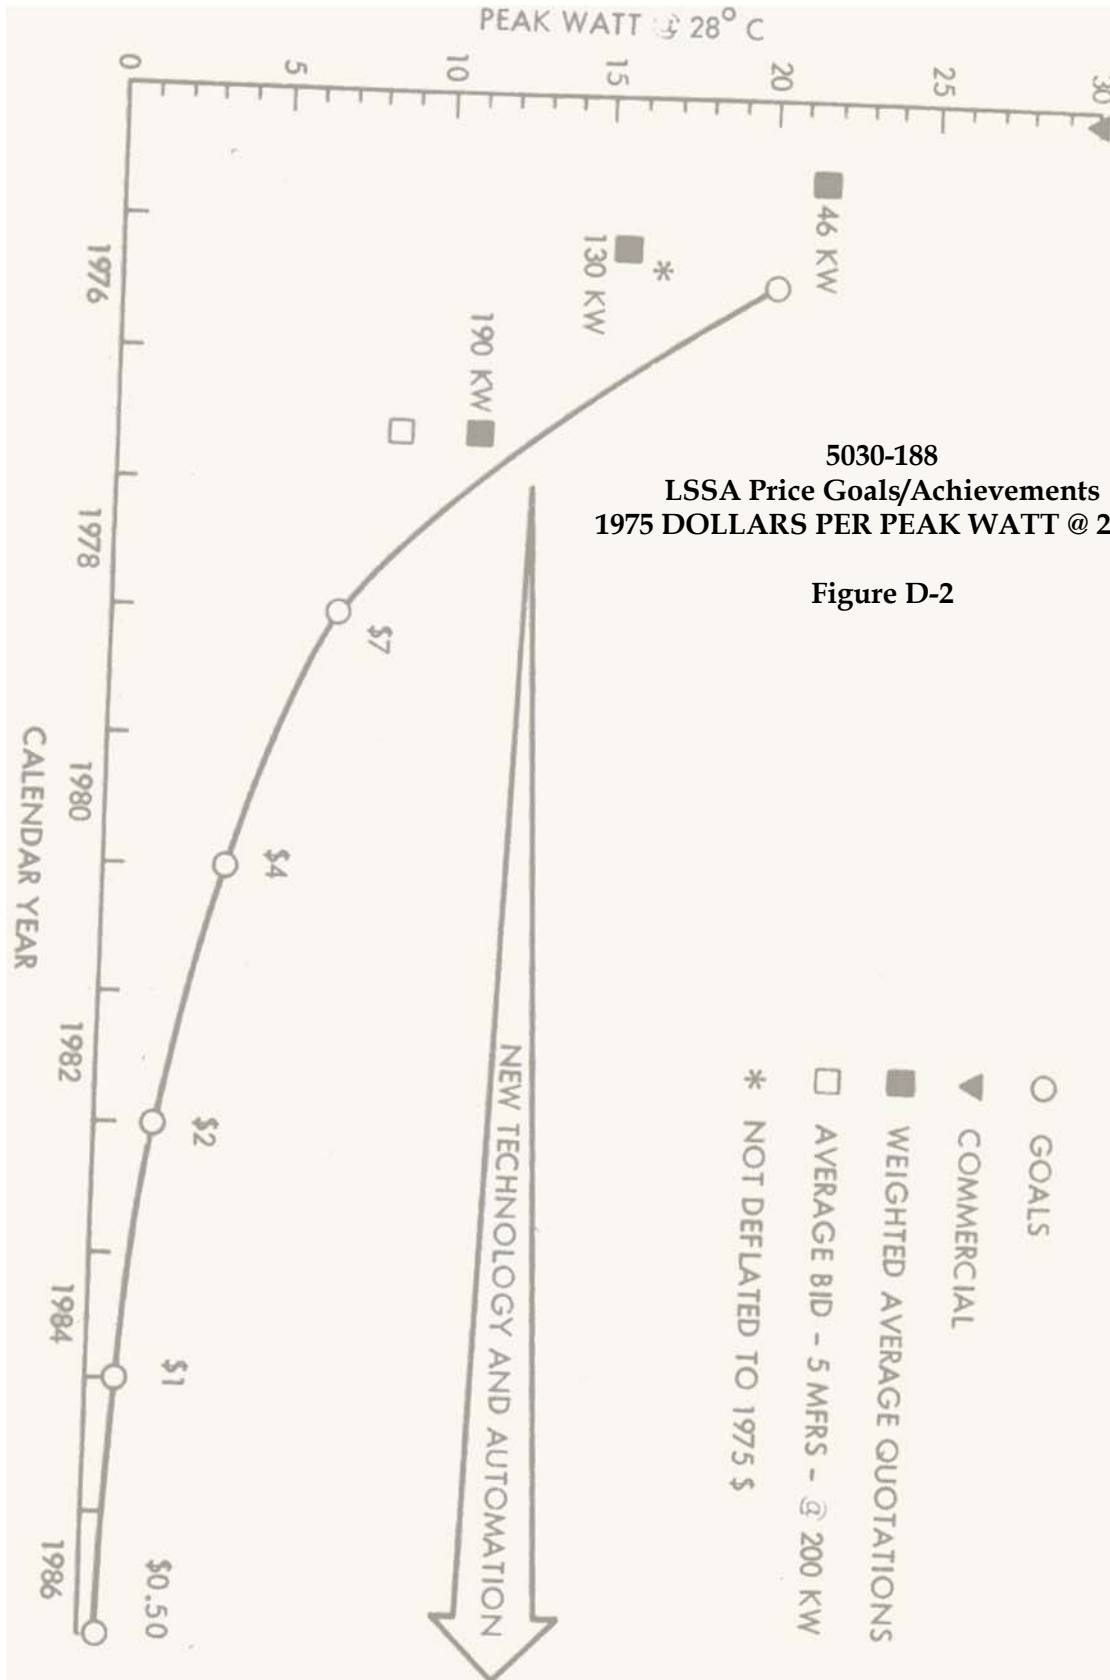 5030-188
LSSA Price Goals/Achievements
1975 DOLLARS PER PEAK WATT @ 2
Figure D-2
PEAK WATT @ 28° C
30
25
20
15
10
5
0
46 KW
*
130 KW
190 KW
$7
$4
$2
$1
$0.50
NEW TECHNOLOGY AND AUTOMATION
○ GOALS
▲ COMMERCIAL
■ WEIGHTED AVERAGE QUOTATIONS
□ AVERAGE BID - 5 MFRS - @ 200 KW
* NOT DEFLATED TO 1975 $
1976
1978
1980
1982
1984
1986
CALENDAR YEAR